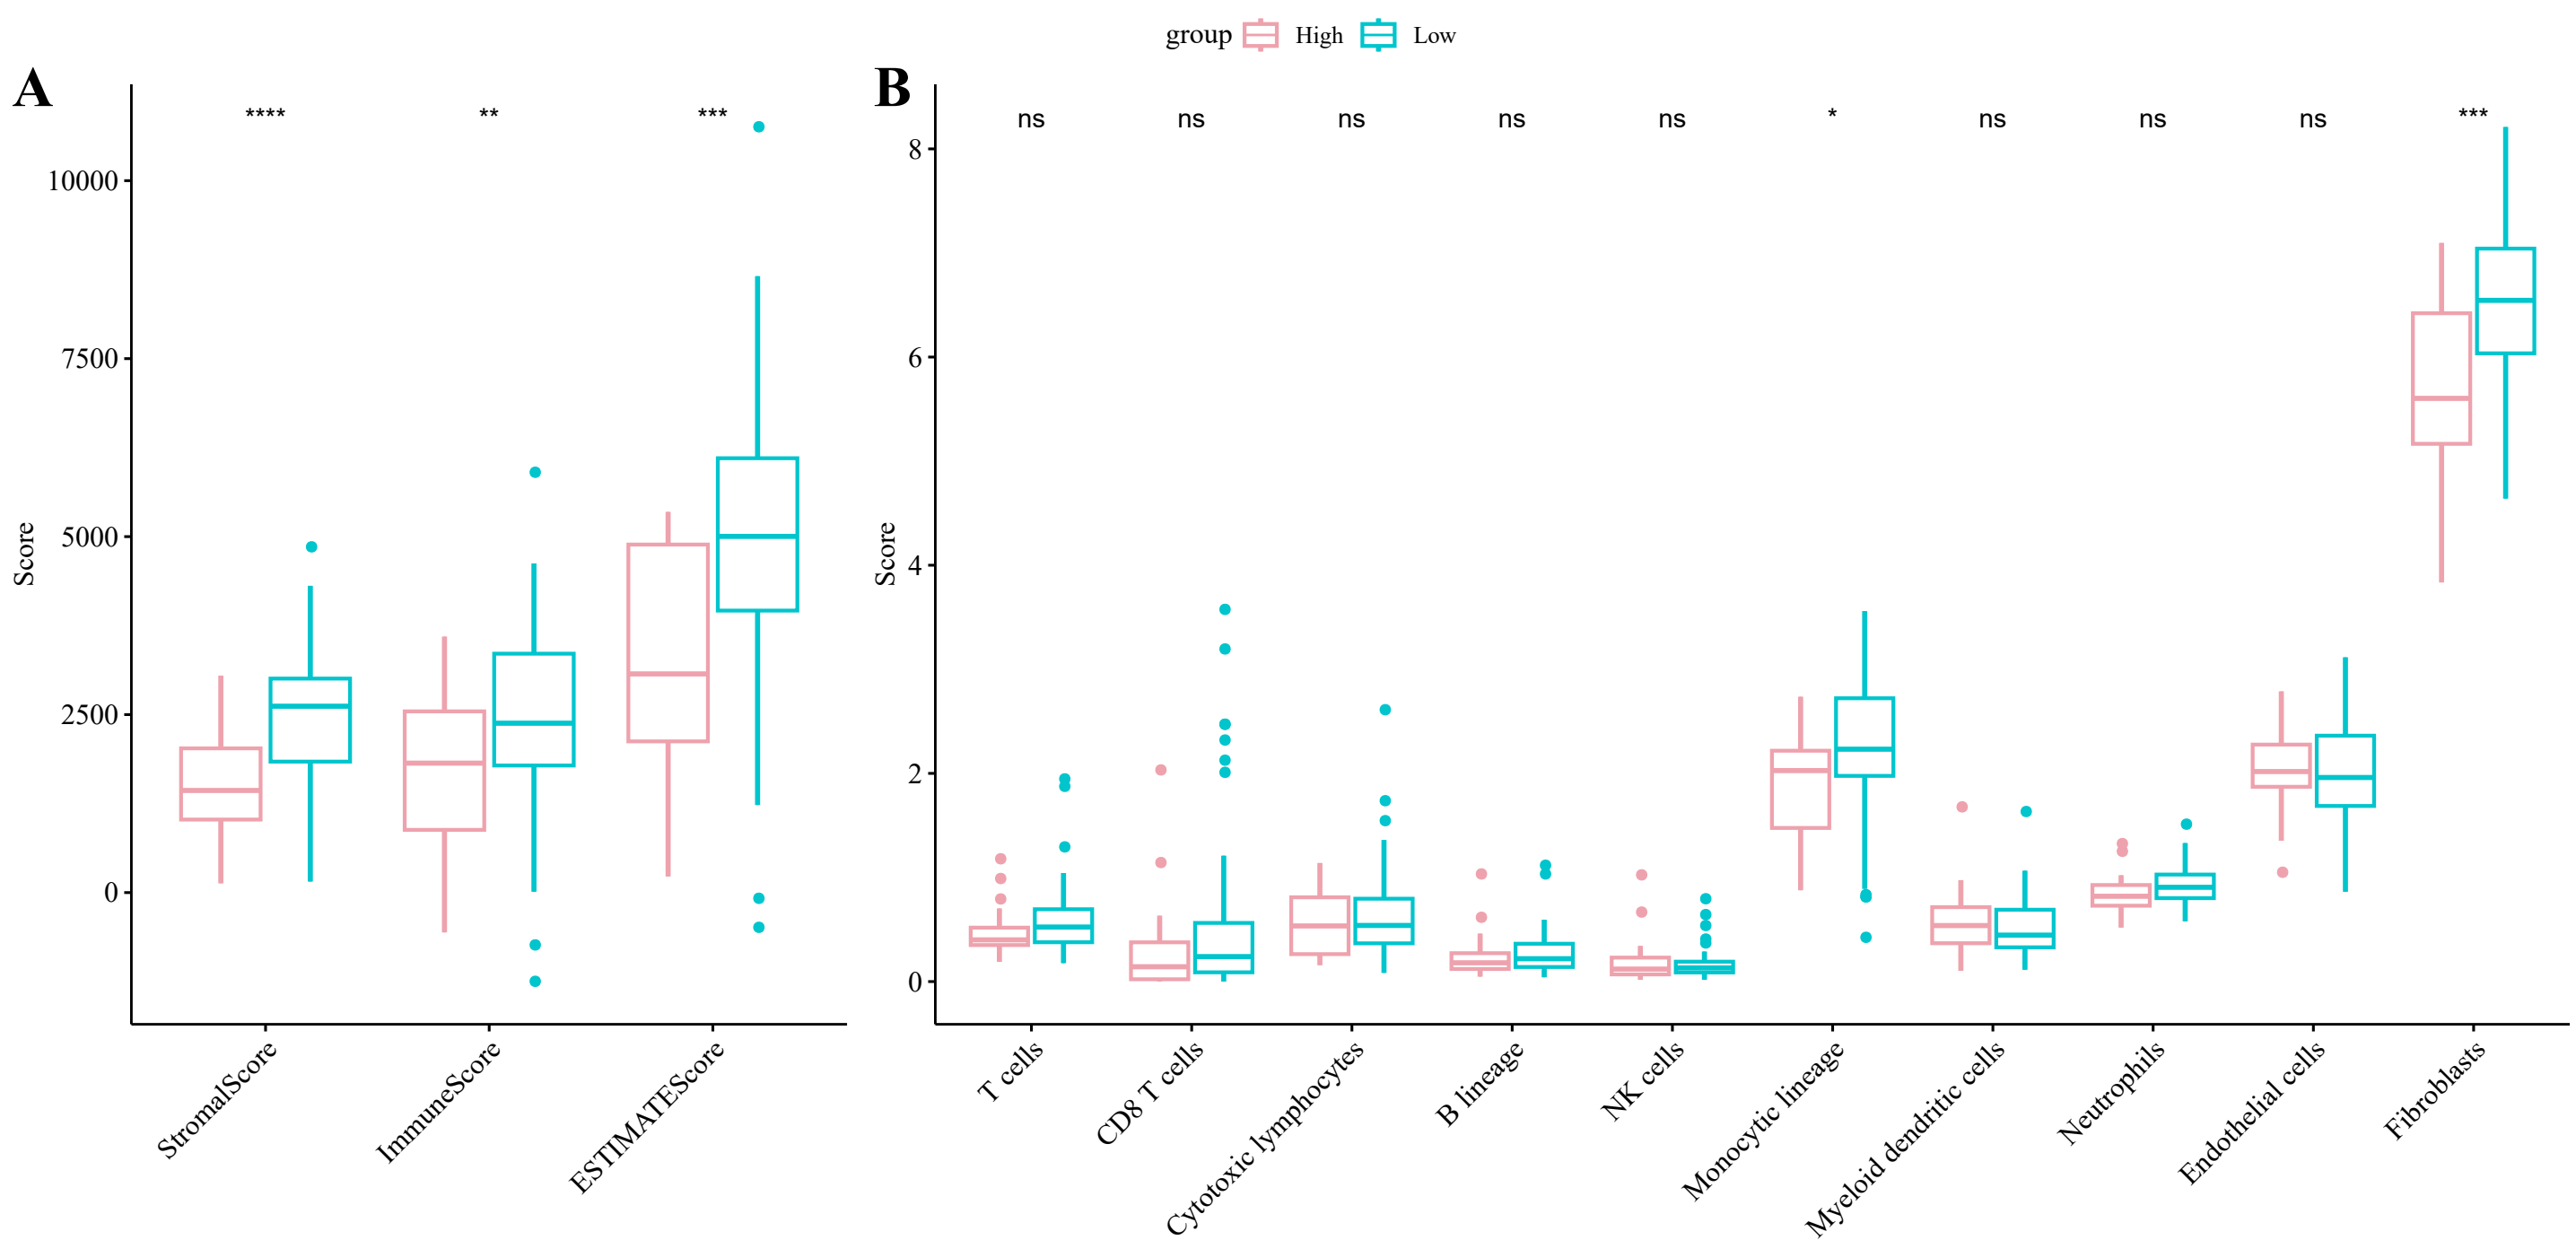 group High Low
A
**** ** ***
10000
7500
5000
2500
0
Score
StromalScore
ImmuneScore
ESTIMATEScore
B
ns ns ns ns ns * ns ns ns ***
8
6
4
2
0
Score
T cells
CD8 T cells
Cytotoxic lymphocytes
B lineage
NK cells
Monocytic lineage
Myeloid dendritic cells
Neutrophils
Endothelial cells
Fibroblasts